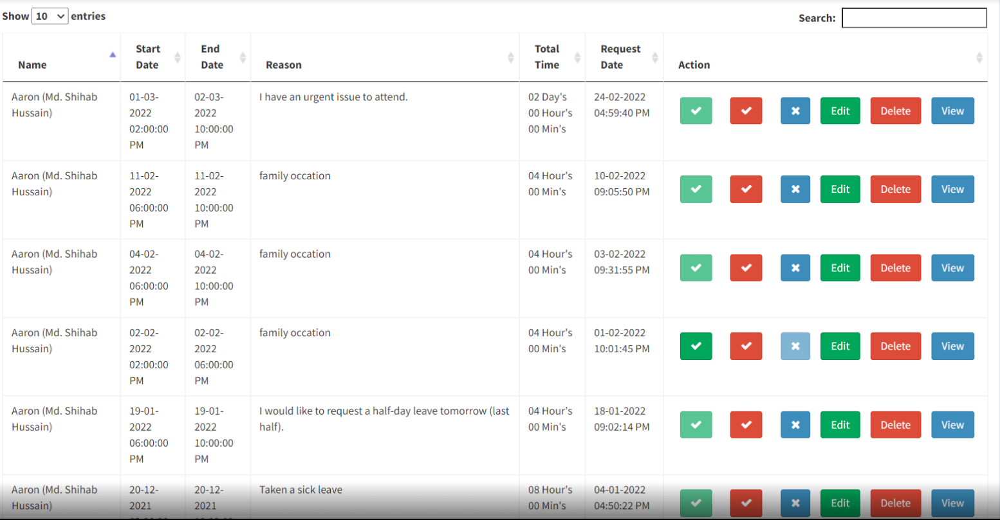 Show 10 entries
Search:
Name
Start Date
End Date
Reason
Total Time
Request Date
Action
Aaron (Md. Shihab Hussain)
01-03-2022 02:00:00 PM
02-03-2022 10:00:00 PM
I have an urgent issue to attend.
02 Day's 00 Hour's 00 Min's
24-02-2022 04:59:40 PM
Edit
Delete
View
Aaron (Md. Shihab Hussain)
11-02-2022 06:00:00 PM
11-02-2022 10:00:00 PM
family occation
04 Hour's 00 Min's
10-02-2022 09:05:50 PM
Edit
Delete
View
Aaron (Md. Shihab Hussain)
04-02-2022 06:00:00 PM
04-02-2022 10:00:00 PM
family occation
04 Hour's 00 Min's
03-02-2022 09:31:55 PM
Edit
Delete
View
Aaron (Md. Shihab Hussain)
02-02-2022 02:00:00 PM
02-02-2022 06:00:00 PM
family occation
04 Hour's 00 Min's
01-02-2022 10:01:45 PM
Edit
Delete
View
Aaron (Md. Shihab Hussain)
19-01-2022 06:00:00 PM
19-01-2022 10:00:00 PM
I would like to request a half-day leave tomorrow (last half).
04 Hour's 00 Min's
18-01-2022 09:02:14 PM
Edit
Delete
View
Aaron (Md. Shihab Hussain)
20-12-2021
20-12-2021
Taken a sick leave
08 Hour's 00 Min's
04-01-2022 04:50:22 PM
Edit
Delete
View